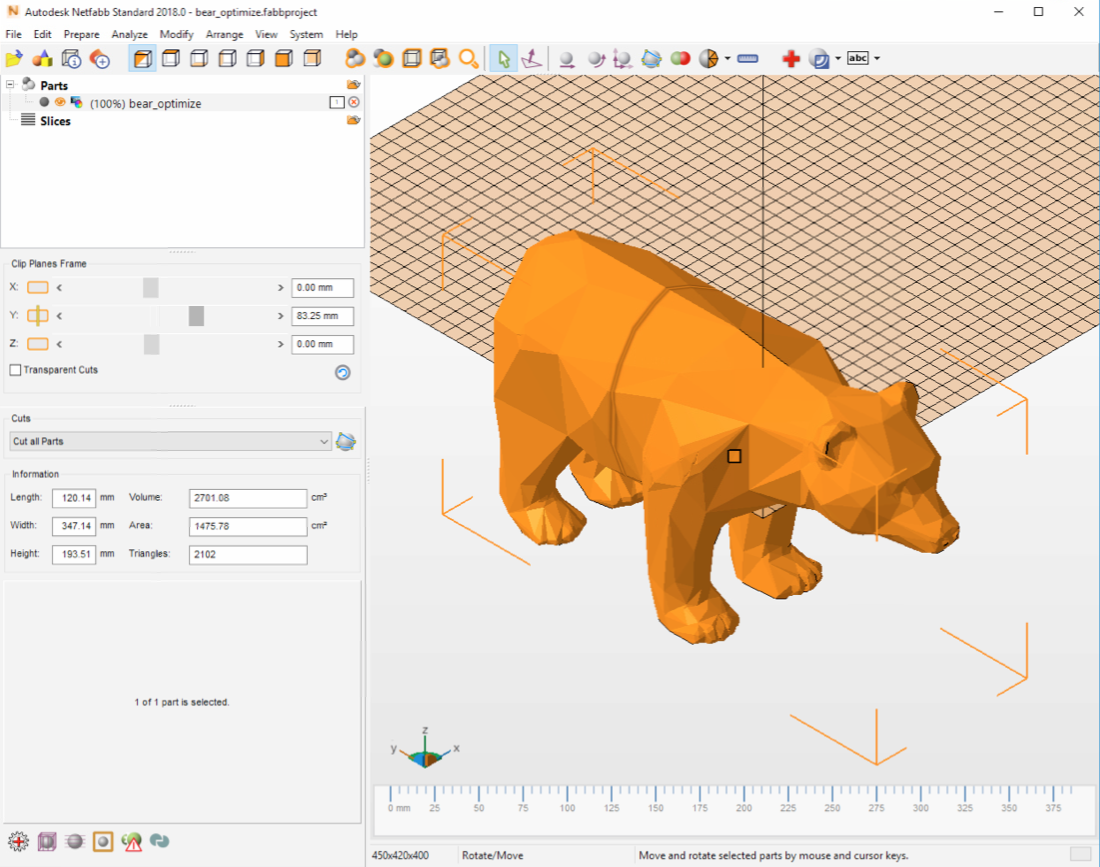 Autodesk Netfabb Standard 2018.0 - bear_optimize.fabbproject
File Edit Prepare Analyze Modify Arrange View System Help
abc
Parts
(100%) bear_optimize
Slices
Clip Planes Frame
X: < > 0.00 mm
Y: < > 83.25 mm
Z: < > 0.00 mm
Transparent Cuts
Cuts
Cut all Parts
Information
Length: 120.14 mm Volume: 2701.08 cm³
Width: 347.14 mm Area: 1475.78 cm²
Height: 193.51 mm Triangles: 2102
1 of 1 part is selected.
z
y x
0 mm 25 50 75 100 125 150 175 200 225 250 275 300 325 350 375
450x420x400 Rotate/Move Move and rotate selected parts by mouse and cursor keys.